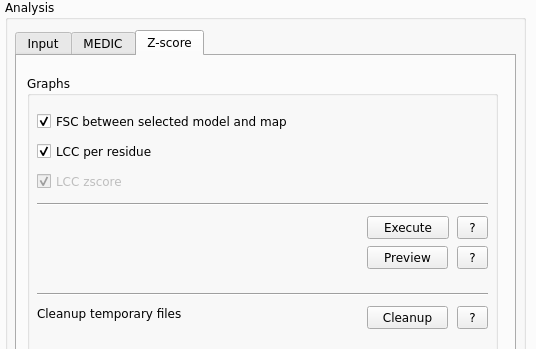 Analysis
Input MEDIC Z-score
Graphs
FSC between selected model and map
LCC per residue
LCC zscore
Execute ?
Preview ?
Cleanup temporary files Cleanup ?